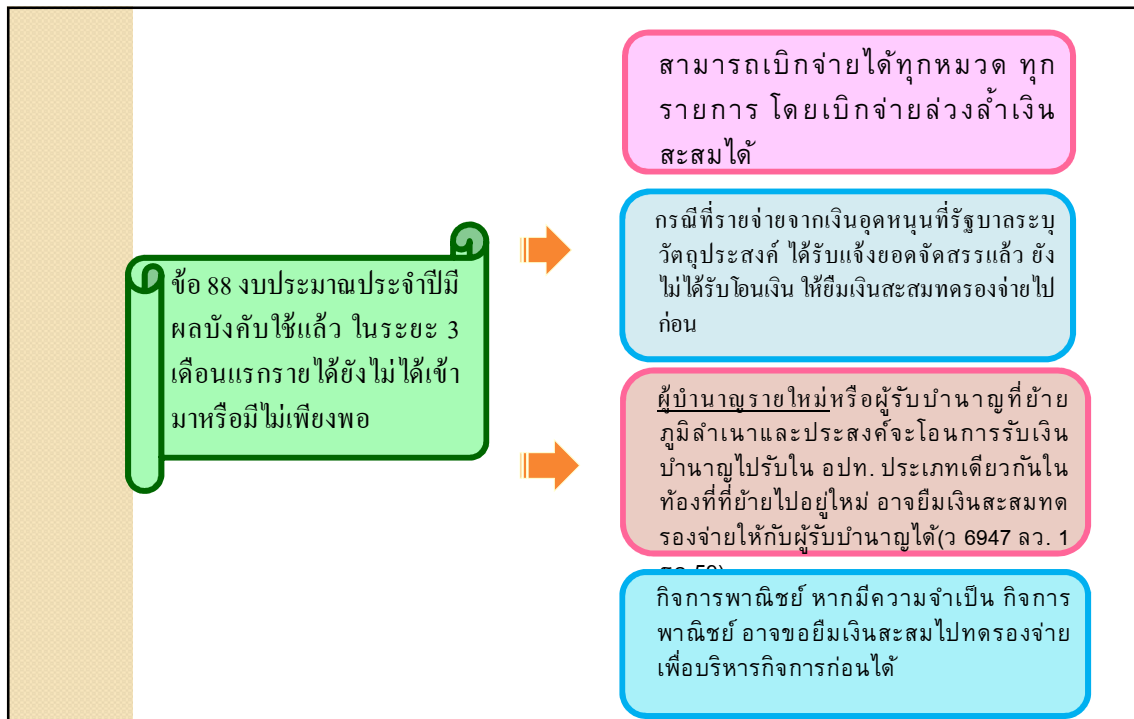 สามารถเบิกจ่ายได้ทุกหมวด ทุก
รายการ โดยเบิกจ่ายล่วงล้ำเงิน
สะสมได้
กรณีที่รายจ่ายจากเงินอุดหนุนที่รัฐบาลระบุ
วัตถุประสงค์ ได้รับแจ้งยอดจัดสรรแล้ว ยัง
ไม่ได้รับโอนเงิน ให้ยืมเงินสะสมทดรองจ่ายไป
ก่อน
ข้อ 88 งบประมาณประจำปีมี
ผลบังคับใช้แล้ว ในระยะ 3
เดือนแรกรายได้ยังไม่ได้เข้า
มาหรือมีไม่เพียงพอ
ผู้บำนาญรายใหม่หรือผู้รับบำนาญที่ย้าย
ภูมิลำเนาและประสงค์จะโอนการรับเงิน
บำนาญไปรับใน อปท. ประเภทเดียวกันใน
ท้องที่ที่ย้ายไปอยู่ใหม่ อาจยืมเงินสะสมทด
รองจ่ายให้กับผู้รับบำนาญได้(ว 6947 ลว. 1
กิจการพาณิชย์ หากมีความจำเป็น กิจการ
พาณิชย์ อาจขอยืมเงินสะสมไปทดรองจ่าย
เพื่อบริหารกิจการก่อนได้